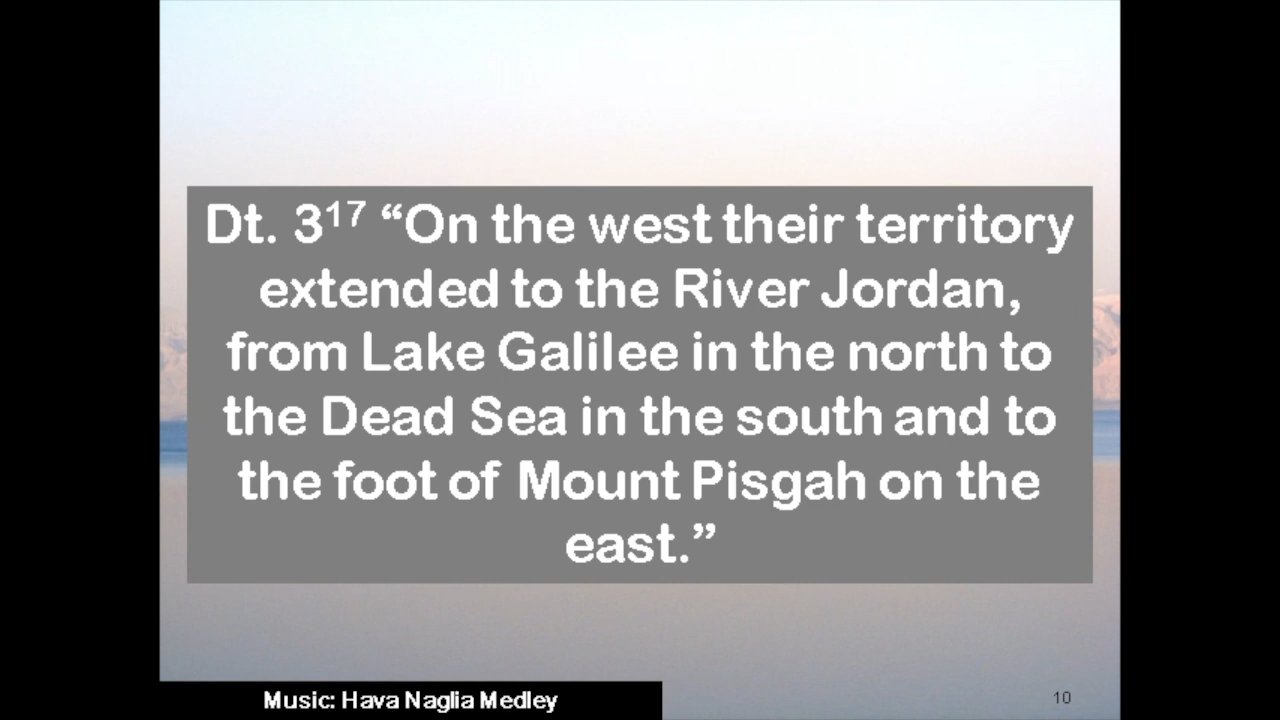 Dt. 3¹⁷ “On the west their territory
extended to the River Jordan,
from Lake Galilee in the north to
the Dead Sea in the south and to
the foot of Mount Pisgah on the
east.”
Music: Hava Naglia Medley
10